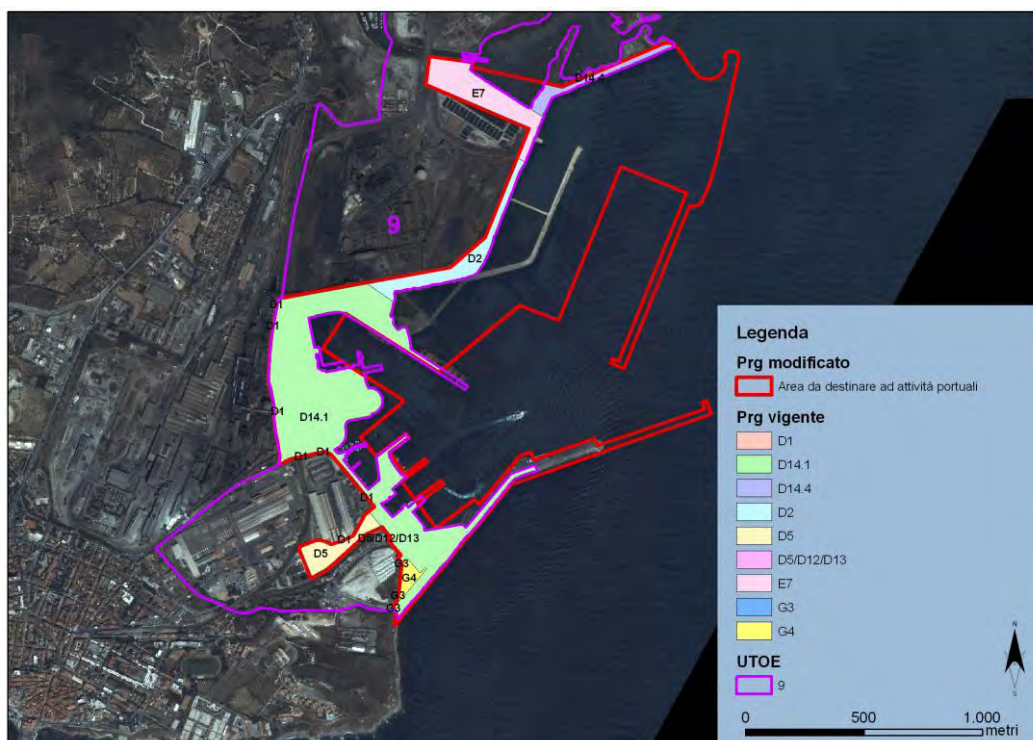 D14.4
E7
9
D2
D1
D1
D1
D14.1
D1
D1
D1
D1
D5/D12/D13
D5
G3
G4
G3
G3
Legenda
Prg modificato
Area da destinare ad attività portuali
Prg vigente
D1
D14.1
D14.4
D2
D5
D5/D12/D13
E7
G3
G4
UTOE
9
N
S
0 500 1.000
metri